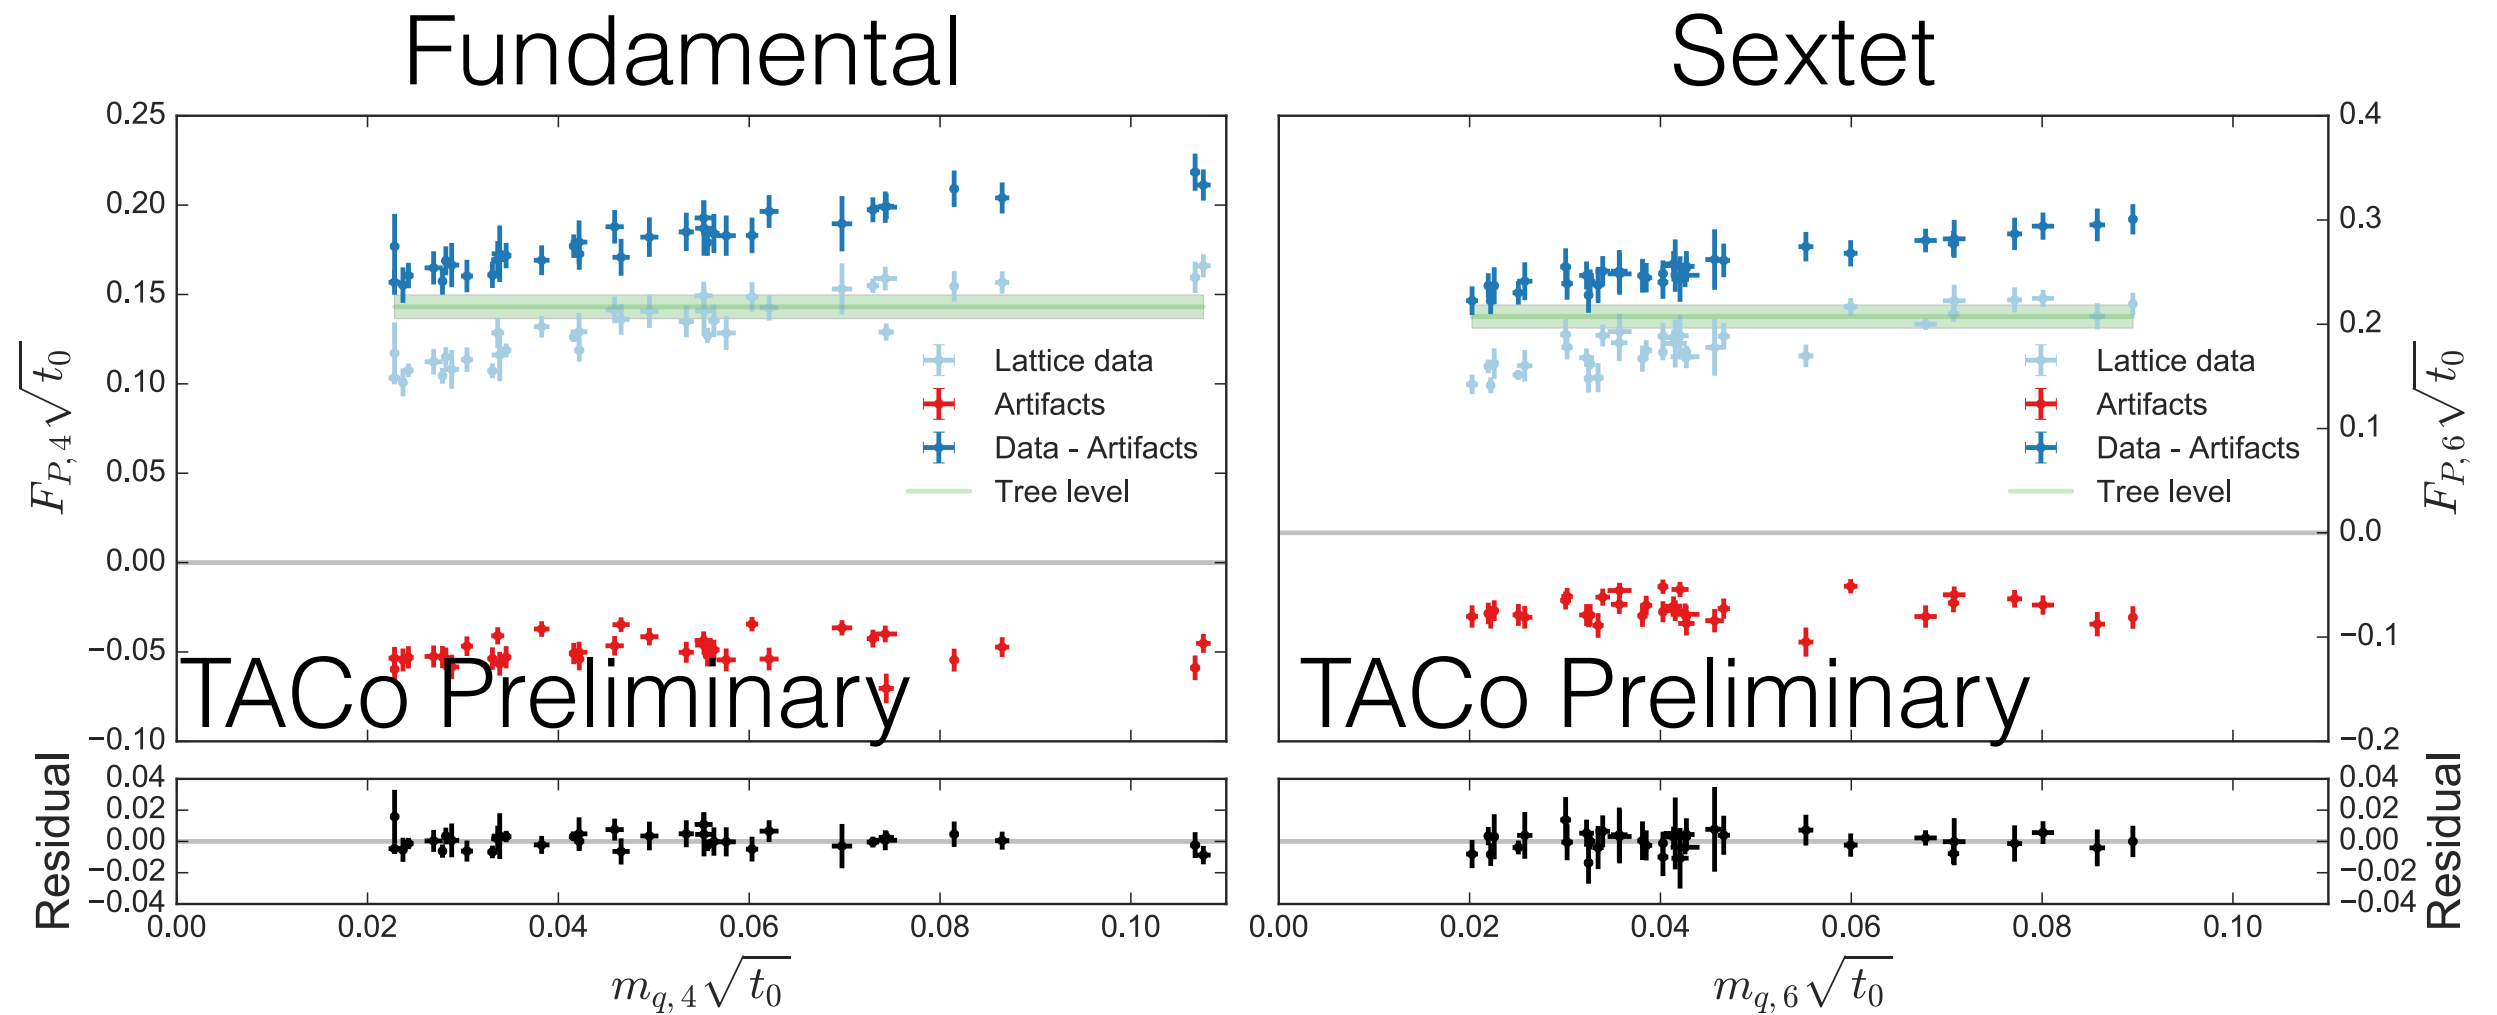 Fundamental
Sextet
0.25
0.20
0.15
0.10
0.05
0.00
−0.05
−0.10
F_{P,4}√t_0
Lattice data
Artifacts
Data - Artifacts
Tree level
TACo Preliminary
0.4
0.3
0.2
0.1
0.0
−0.1
−0.2
F_{P,6}√t_0
Lattice data
Artifacts
Data - Artifacts
Tree level
TACo Preliminary
Residual
0.04
0.02
0.00
−0.02
−0.04
0.00 0.02 0.04 0.06 0.08 0.10
m_{q,4}√t_0
Residual
0.04
0.02
0.00
−0.02
−0.04
0.00 0.02 0.04 0.06 0.08 0.10
m_{q,6}√t_0